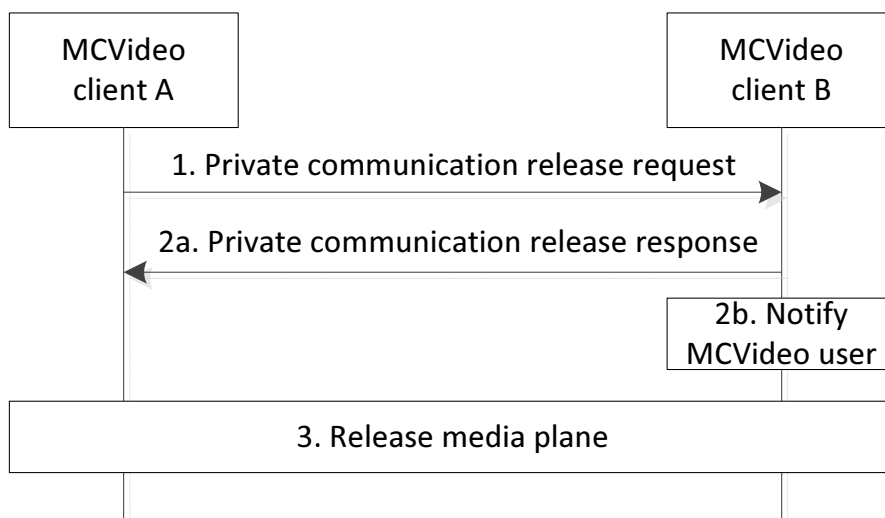 MCVideo
client A
MCVideo
client B
1. Private communication release request
2a. Private communication release response
2b. Notify
MCVideo user
3. Release media plane